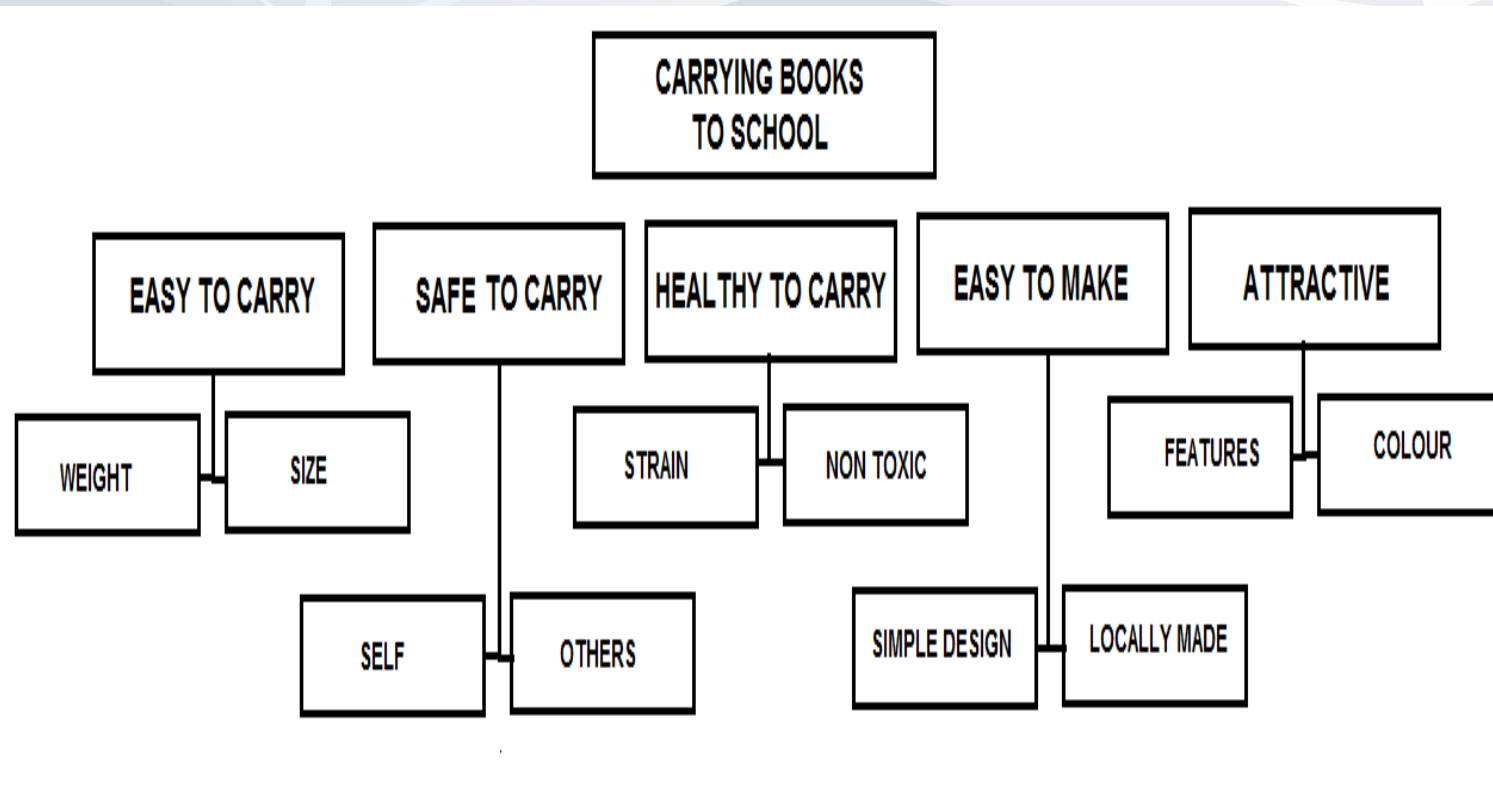 CARRYING BOOKS
TO SCHOOL
EASY TO CARRY
SAFE TO CARRY
HEALTHY TO CARRY
EASY TO MAKE
ATTRACTIVE
WEIGHT
SIZE
STRAIN
NON TOXIC
FEATURES
COLOUR
SELF
OTHERS
SIMPLE DESIGN
LOCALLY MADE